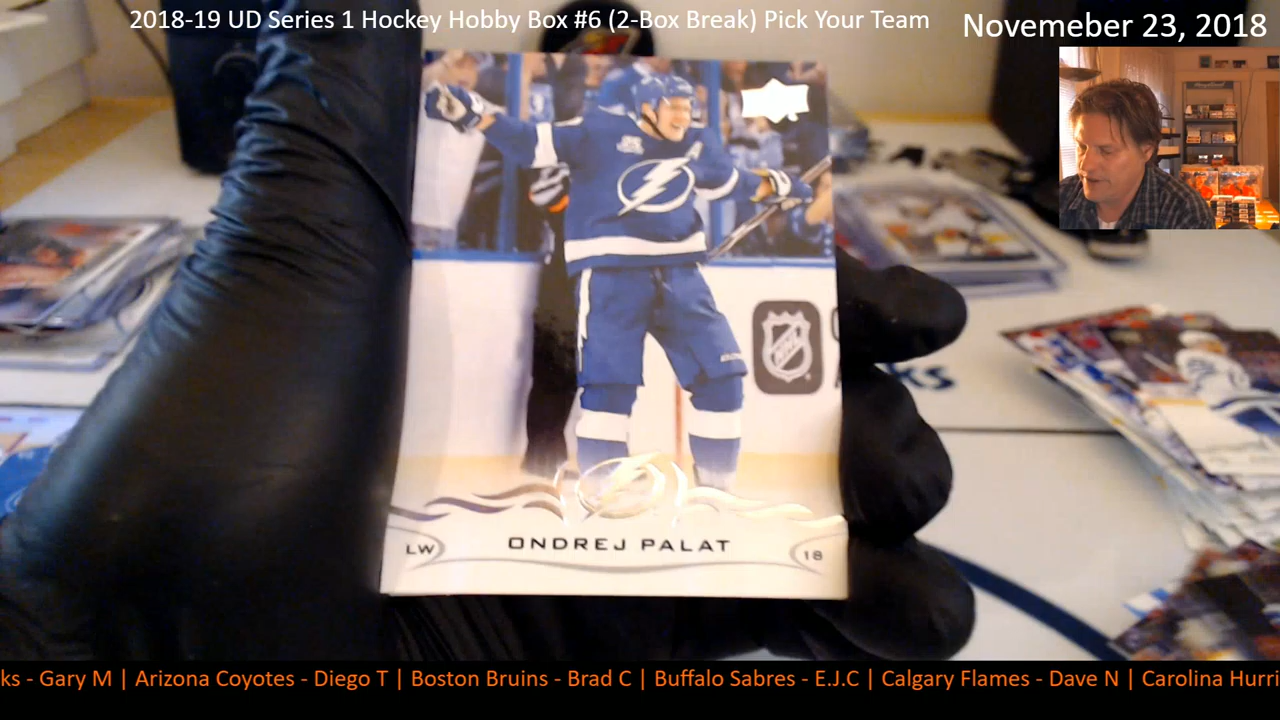 2018-19 UD Series 1 Hockey Hobby Box #6 (2-Box Break) Pick Your Team
Novemeber 23, 2018
NHL
ONDREJ PALAT
LW
18
ks - Gary M | Arizona Coyotes - Diego T | Boston Bruins - Brad C | Buffalo Sabres - E.J.C | Calgary Flames - Dave N | Carolina Hurri